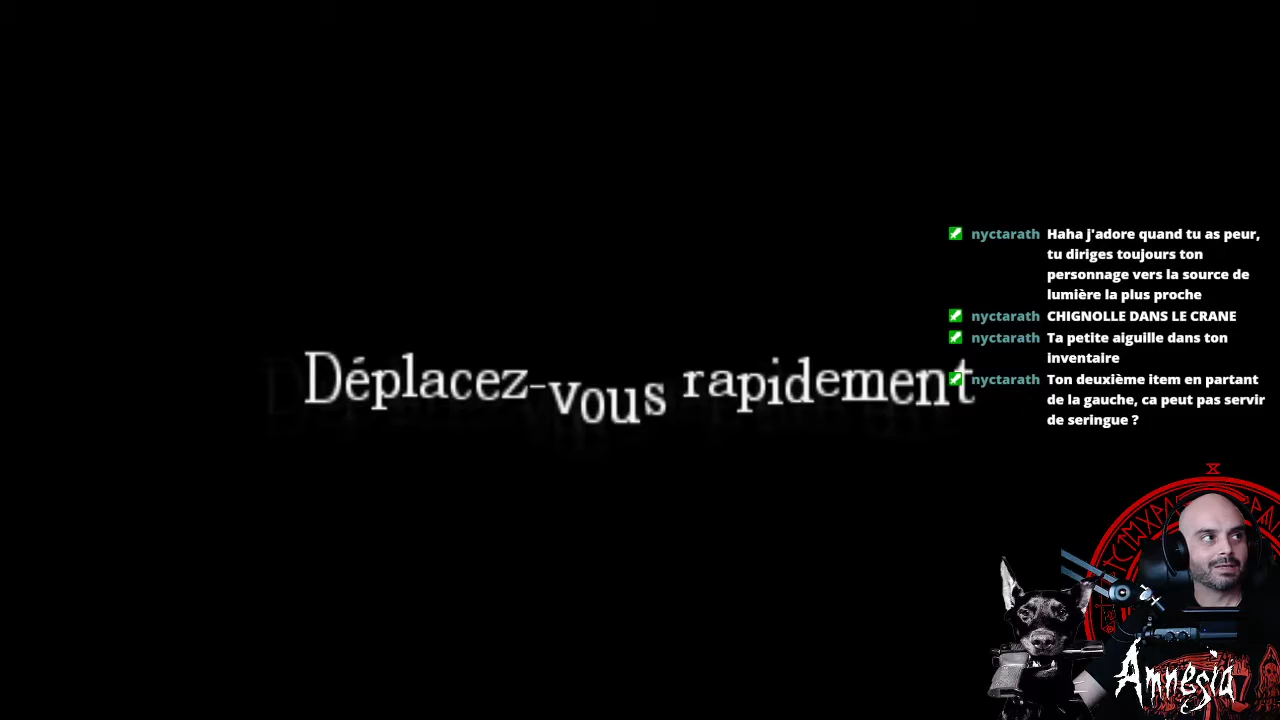 Déplacez-vous rapidement
nyctarath Haha j'adore quand tu as peur,
tu diriges toujours ton
personnage vers la source de
lumière la plus proche
nyctarath CHIGNOLLE DANS LE CRANE
nyctarath Ta petite aiguille dans ton
inventaire
nyctarath Ton deuxième item en partant
de la gauche, ca peut pas servir
de seringue ?
Amnesia